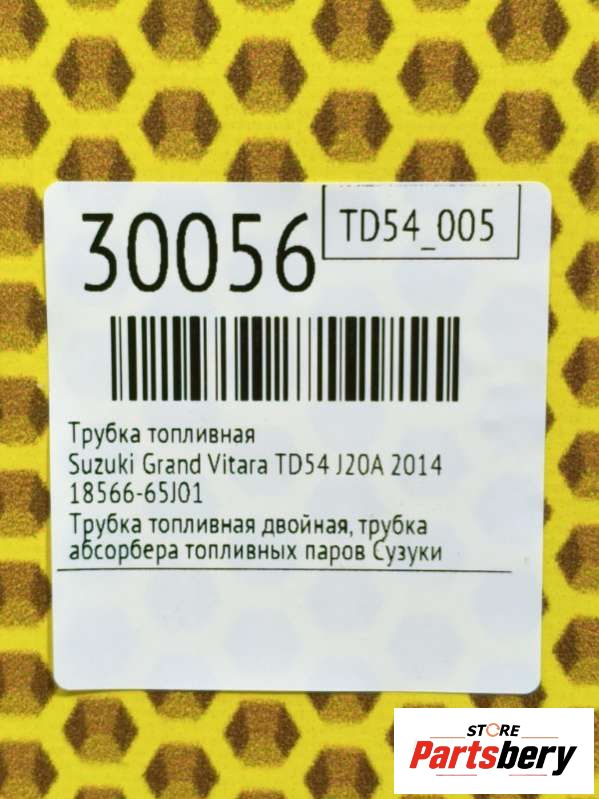 30056
TD54_005
Трубка топливная
Suzuki Grand Vitara TD54 J20A 2014
18566-65J01
Трубка топливная двойная, трубка
абсорбера топливных паров Сузуки
STORE
Partsbery